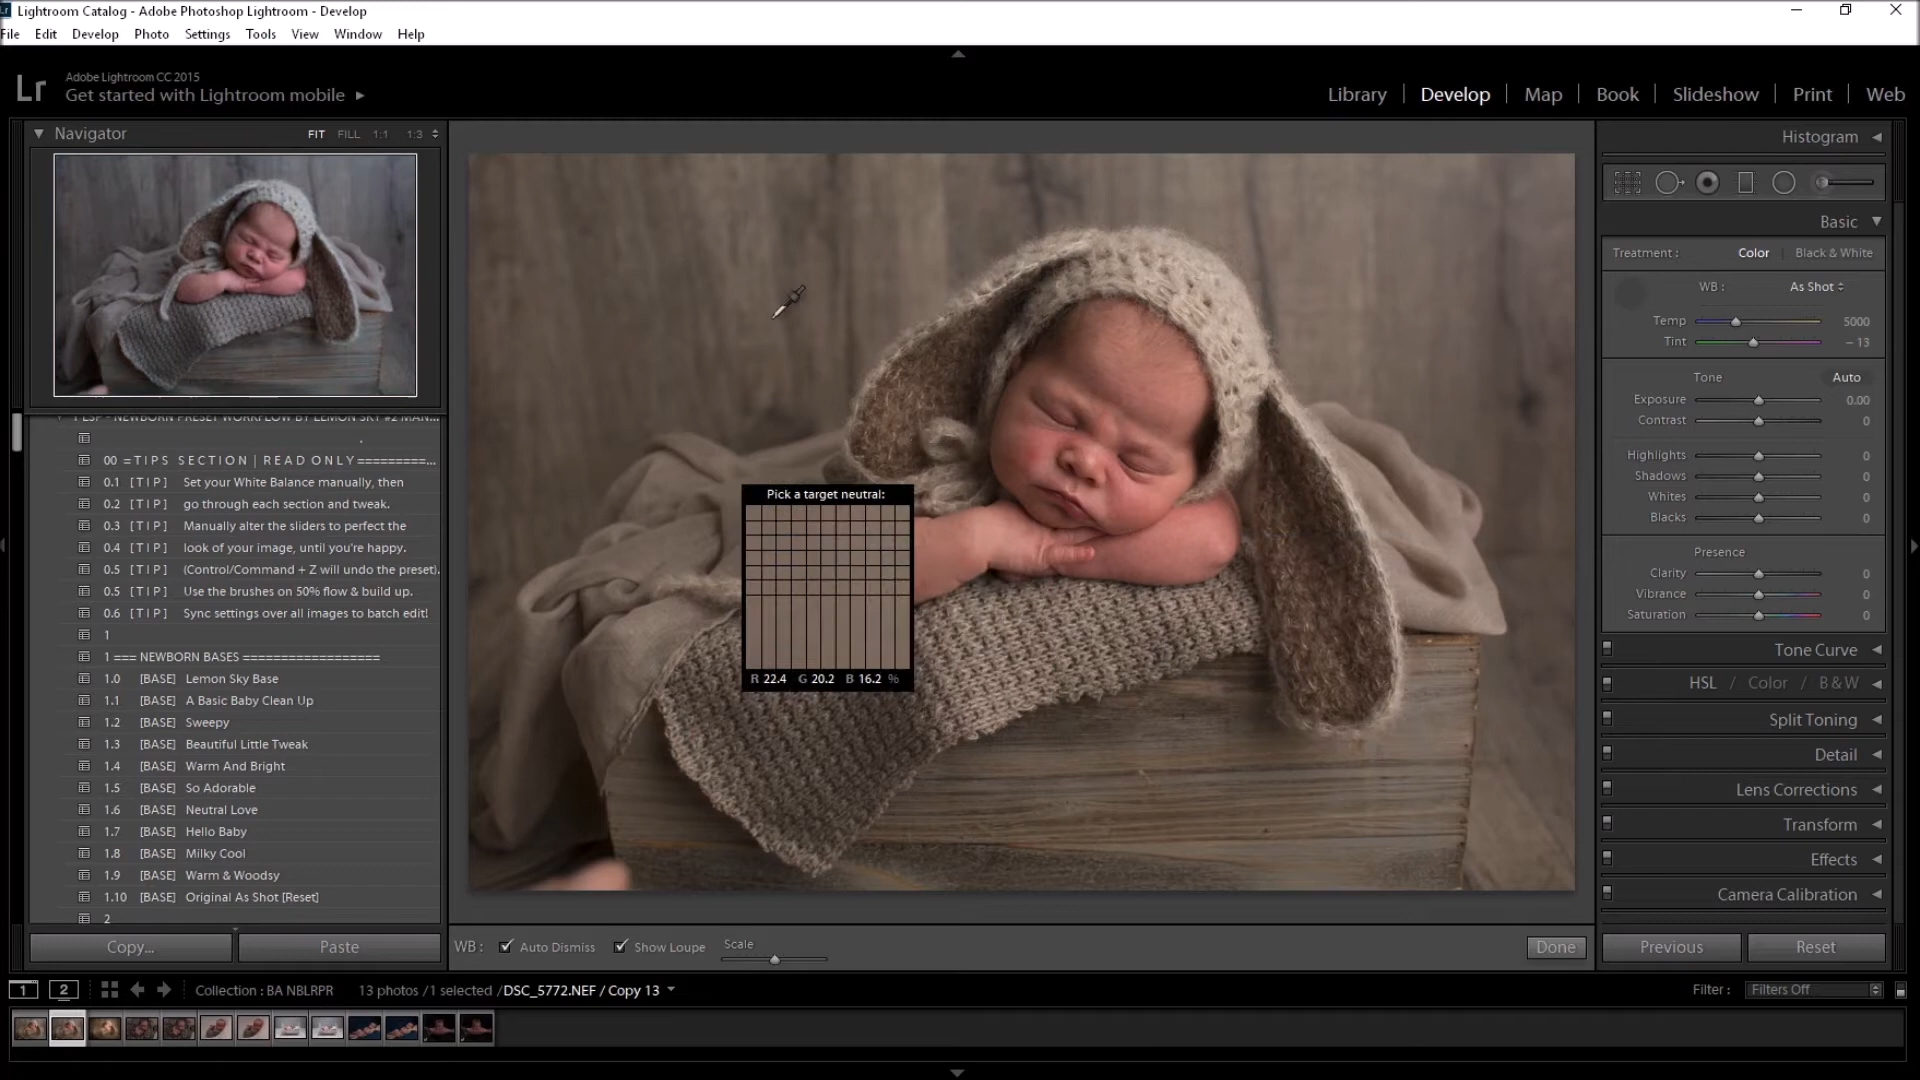 Lightroom Catalog - Adobe Photoshop Lightroom - Develop
File Edit Develop Photo Settings Tools View Window Help
Lr
Adobe Lightroom CC 2015
Get started with Lightroom mobile
Library Develop Map Book Slideshow Print Web
Navigator FIT FILL 1:1 1:3
1 LSP - NEWBORN PRESET WORKFLOW BY LEMON SKY #2 MAN...
.
00 =TIPS SECTION | READ ONLY =========...
0.1 [TIP] Set your White Balance manually, then
0.2 [TIP] go through each section and tweak.
0.3 [TIP] Manually alter the sliders to perfect the
0.4 [TIP] look of your image, until you're happy.
0.5 [TIP] (Control/Command + Z will undo the preset).
0.5 [TIP] Use the brushes on 50% flow & build up.
0.6 [TIP] Sync settings over all images to batch edit!
1
1 === NEWBORN BASES ==================
1.0 [BASE] Lemon Sky Base
1.1 [BASE] A Basic Baby Clean Up
1.2 [BASE] Sweepy
1.3 [BASE] Beautiful Little Tweak
1.4 [BASE] Warm And Bright
1.5 [BASE] So Adorable
1.6 [BASE] Neutral Love
1.7 [BASE] Hello Baby
1.8 [BASE] Milky Cool
1.9 [BASE] Warm & Woodsy
1.10 [BASE] Original As Shot [Reset]
2
Copy... Paste
Pick a target neutral:
R 22.4 G 20.2 B 16.2 %
WB : Auto Dismiss Show Loupe Scale Done
Histogram
Basic
Treatment : Color Black & White
WB : As Shot
Temp 5000
Tint – 13
Tone Auto
Exposure 0.00
Contrast 0
Highlights 0
Shadows 0
Whites 0
Blacks 0
Presence
Clarity 0
Vibrance 0
Saturation 0
Tone Curve
HSL / Color / B & W
Split Toning
Detail
Lens Corrections
Transform
Effects
Camera Calibration
Previous Reset
1 2 Collection : BA NBLRPR 13 photos /1 selected /DSC_5772.NEF / Copy 13 Filter : Filters Off